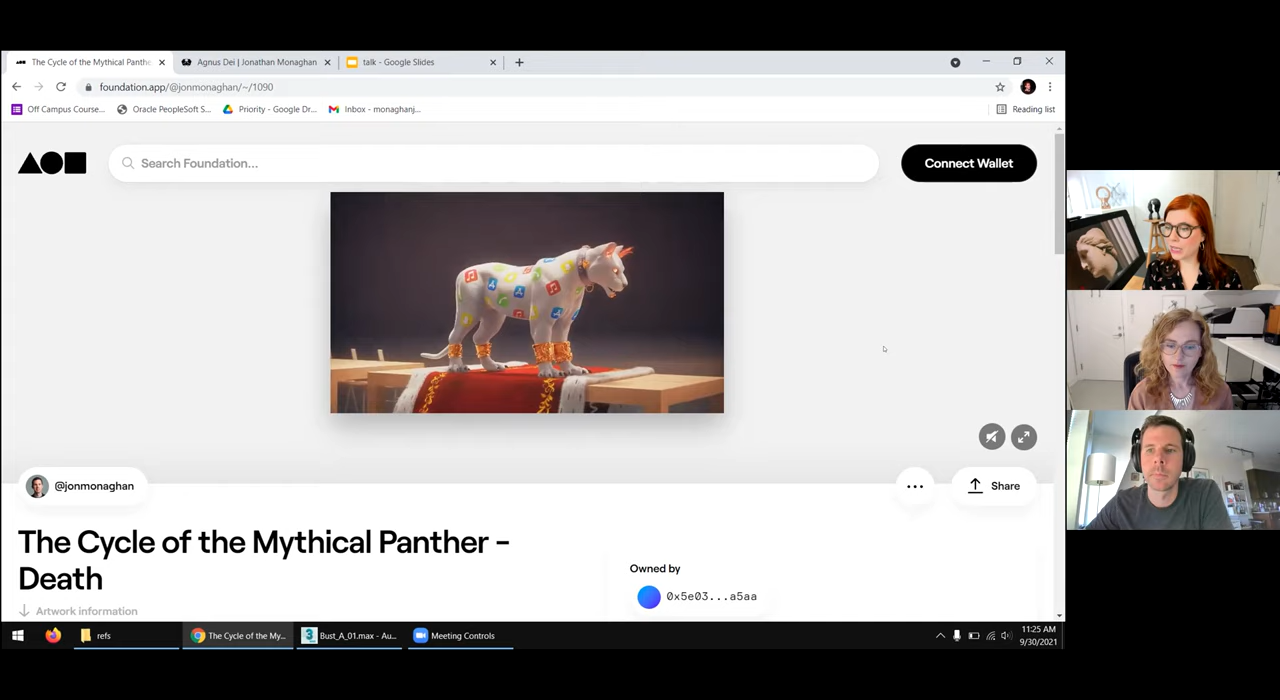 The Cycle of the Mythical Panthe
Agnus Dei | Jonathan Monaghan
talk - Google Slides
foundation.app/@jonmonaghan/~/1090
Off Campus Course...
Oracle PeopleSoft S...
Priority - Google Dr...
Inbox - monaghanj...
Reading list
Search Foundation...
Connect Wallet
@jonmonaghan
Share
The Cycle of the Mythical Panther –
Death
Artwork information
Owned by
0x5e03...a5aa
refs
The Cycle of the My...
Bust_A_01.max - Au...
Meeting Controls
11:25 AM
9/30/2021